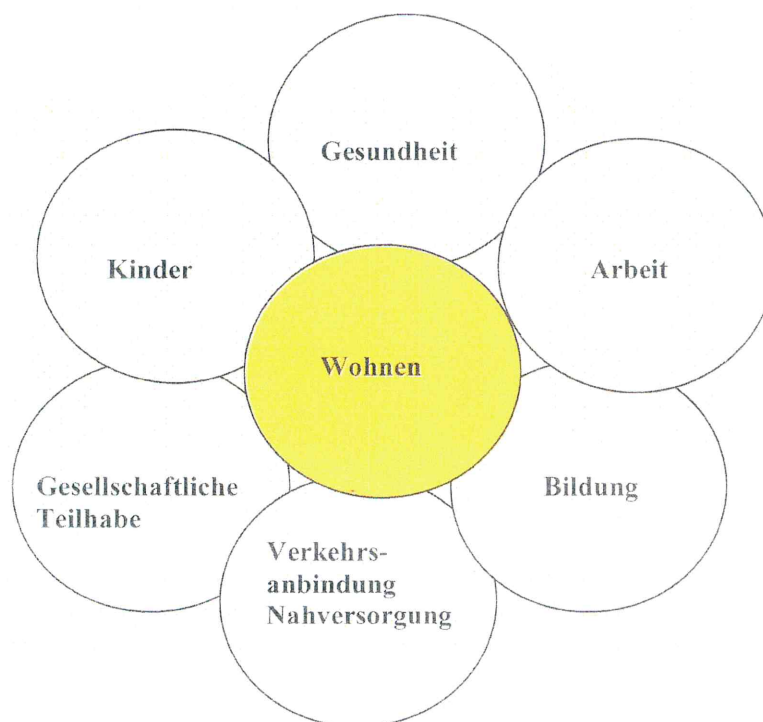 Gesundheit
Kinder
Arbeit
Wohnen
Gesellschaftliche
Teilhabe
Bildung
Verkehrs-
anbindung
Nahversorgung